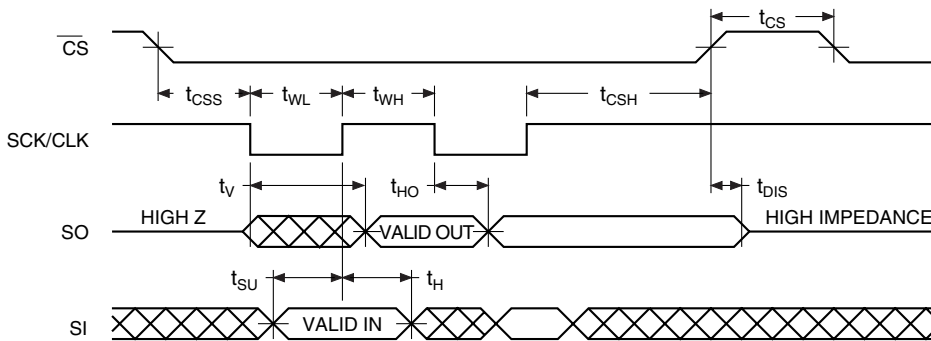 tCS
CS
tCSS tWL tWH tCSH
SCK/CLK
tV tHO tDIS
HIGH Z VALID OUT HIGH IMPEDANCE
SO
tSU tH
SI VALID IN